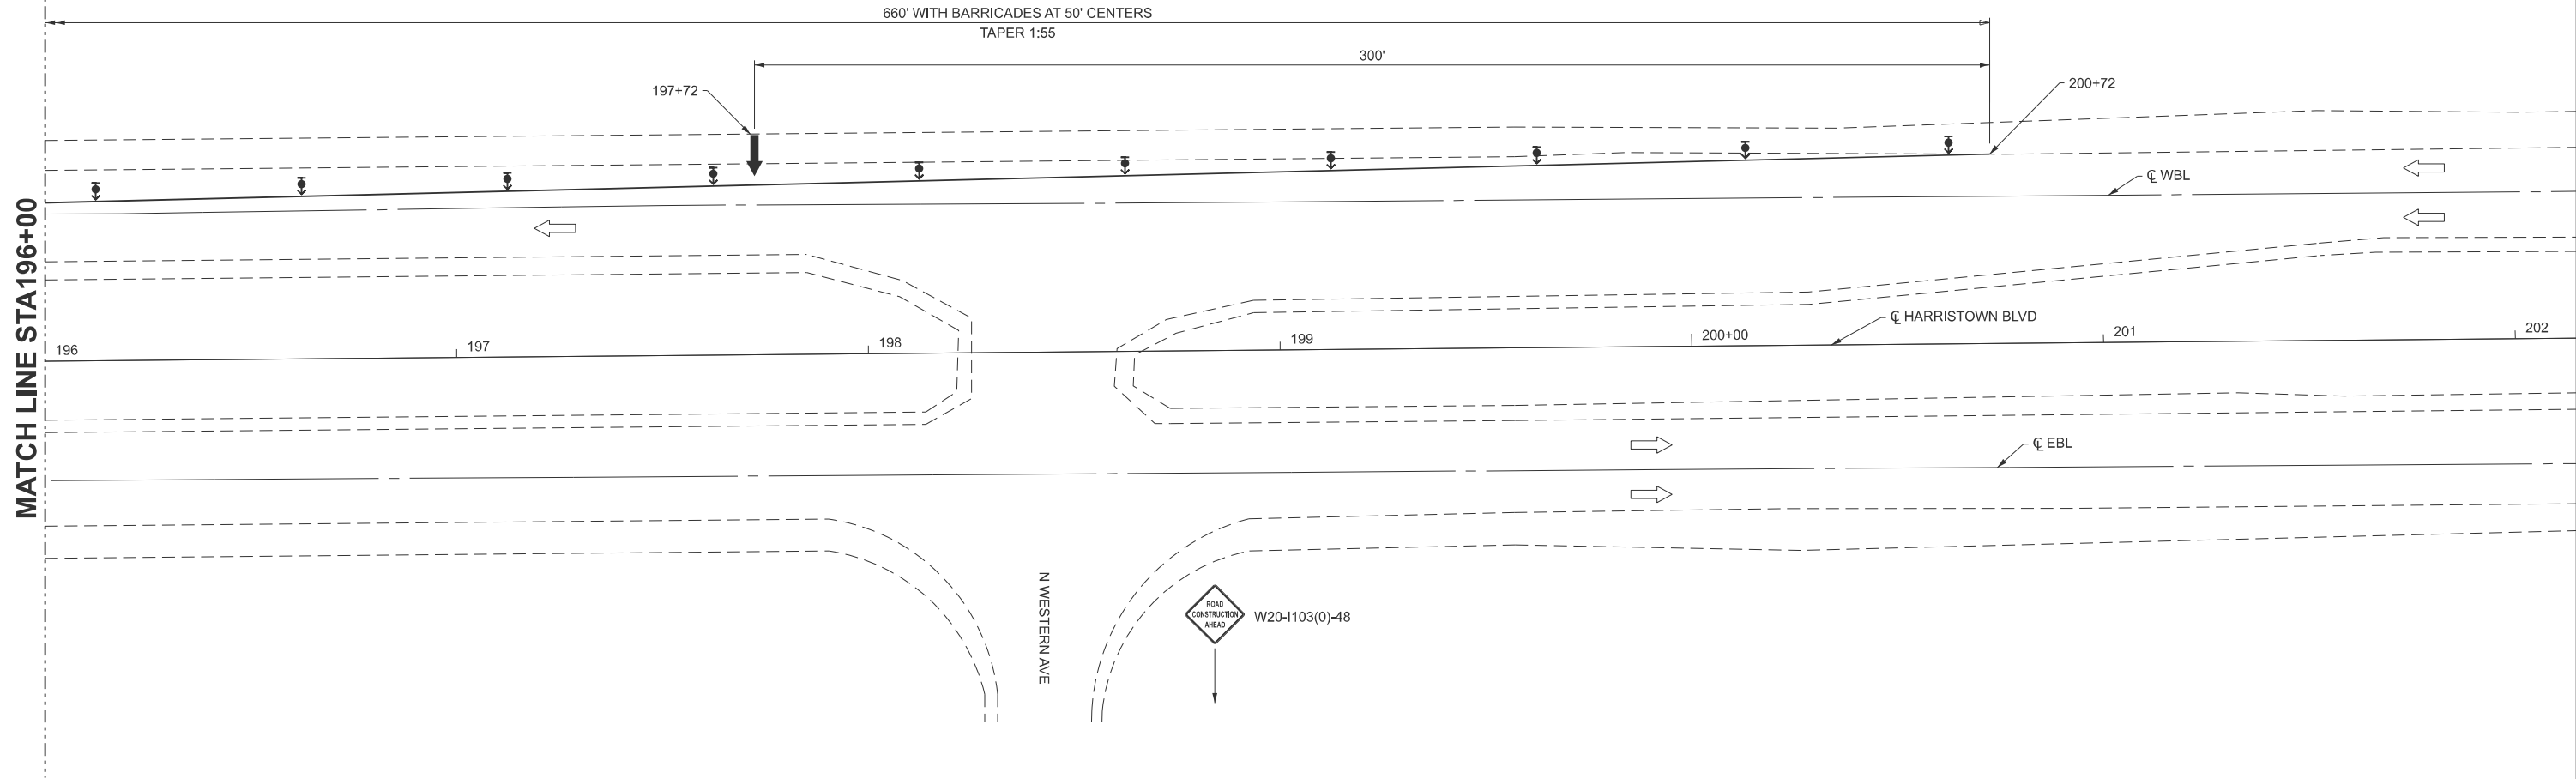 660' WITH BARRICADES AT 50' CENTERS
TAPER 1:55
300'
197+72
200+72
℄ WBL
MATCH LINE STA196+00
196
197
198
199
200+00
℄ HARRISTOWN BLVD
201
202
℄ EBL
N WESTERN AVE
ROAD
CONSTRUCTION
AHEAD
W20-I103(0)-48